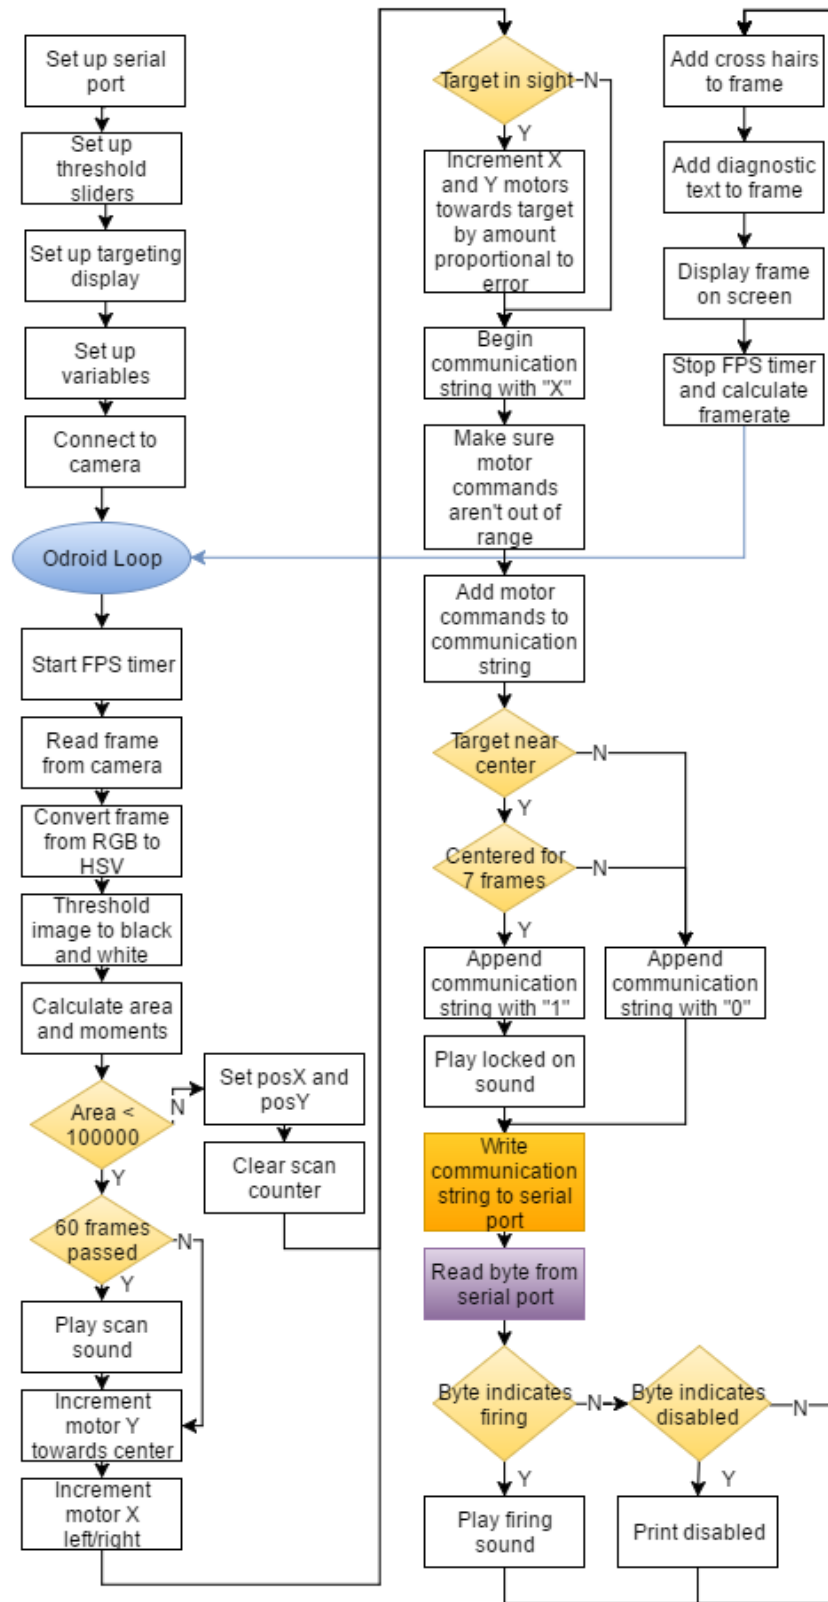 Set up serial
port
Set up
threshold
sliders
Set up targeting
display
Set up
variables
Connect to
camera
Odroid Loop
Start FPS timer
Read frame
from camera
Convert frame
from RGB to
HSV
Threshold
image to black
and white
Calculate area
and moments
Area <
100000
N
Set posX and
posY
Clear scan
counter
Y
60 frames
passed
N
Y
Play scan
sound
Increment
motor Y
towards center
Increment
motor X
left/right
Target in sight
N
Y
Increment X
and Y motors
towards target
by amount
proportional to
error
Begin
communication
string with "X"
Make sure
motor
commands
aren't out of
range
Add motor
commands to
communication
string
Target near
center
N
Y
Centered for
7 frames
N
Y
Append
communication
string with "1"
Append
communication
string with "0"
Play locked on
sound
Write
communication
string to serial
port
Read byte from
serial port
Byte indicates
firing
N
Byte indicates
disabled
N
Y
Y
Play firing
sound
Print disabled
Add cross hairs
to frame
Add diagnostic
text to frame
Display frame
on screen
Stop FPS timer
and calculate
framerate